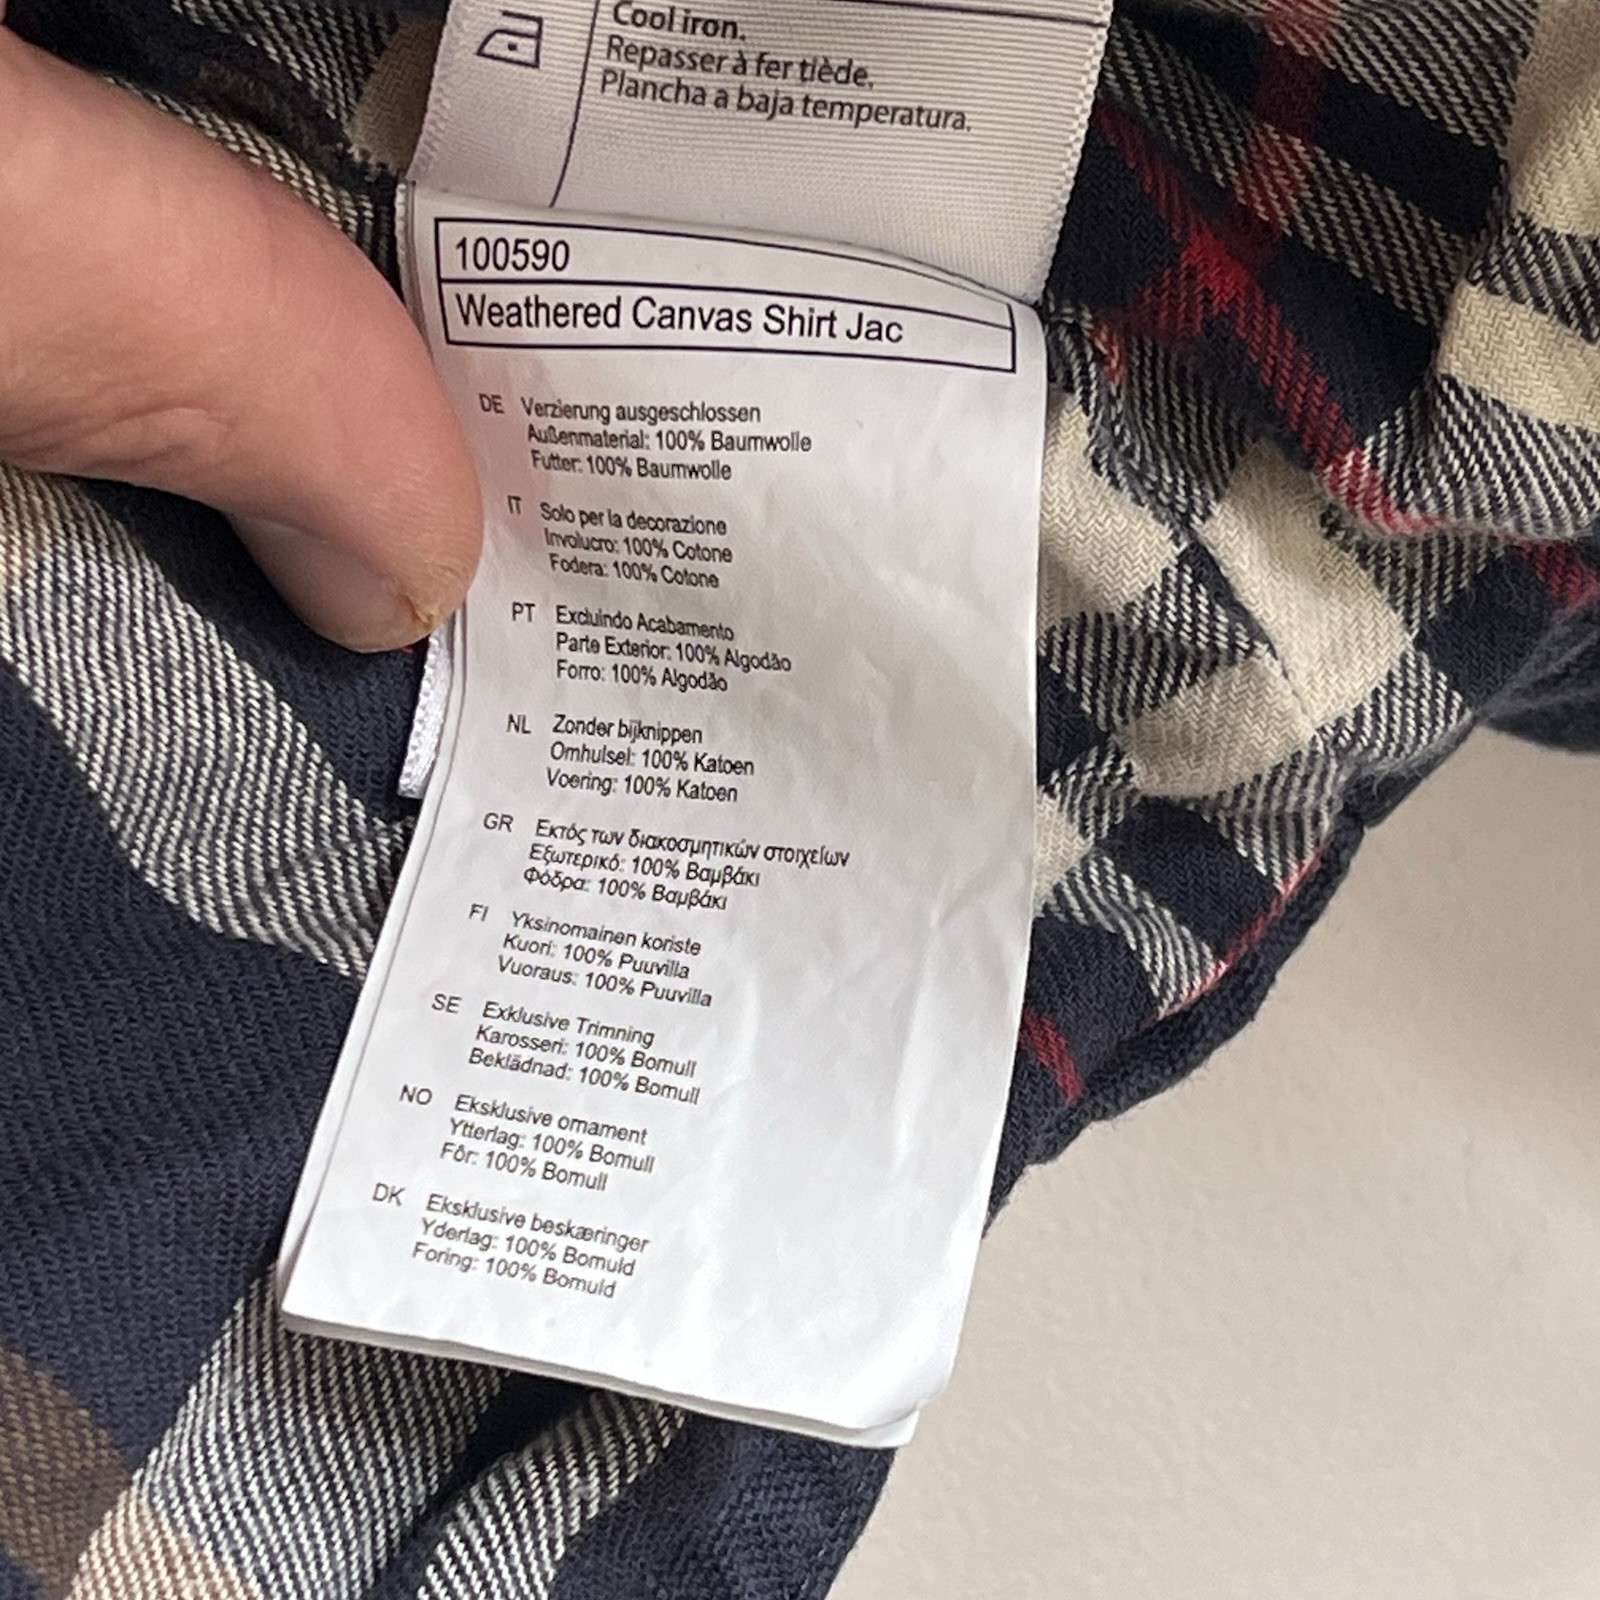 Cool iron.
Repasser à fer tiède.
Plancha a baja temperatura.
100590
Weathered Canvas Shirt Jac
DE Verzierung ausgeschlossen
Außenmaterial: 100% Baumwolle
Futter: 100% Baumwolle
IT Solo per la decorazione
Involucro: 100% Cotone
Fodera: 100% Cotone
PT Excluindo Acabamento
Parte Exterior: 100% Algodão
Forro: 100% Algodão
NL Zonder bijknippen
Omhulsel: 100% Katoen
Voering: 100% Katoen
GR Εκτός των διακοσμητικών στοιχείων
Εξωτερικό: 100% Βαμβάκι
Φόδρα: 100% Βαμβάκι
FI Yksinomainen koriste
Kuori: 100% Puuvilla
Vuoraus: 100% Puuvilla
SE Exklusive Trimning
Karosseri: 100% Bomull
Beklädnad: 100% Bomull
NO Eksklusive ornament
Ytterlag: 100% Bomull
Fôr: 100% Bomull
DK Eksklusive beskæringer
Yderlag: 100% Bomuld
Foring: 100% Bomuld